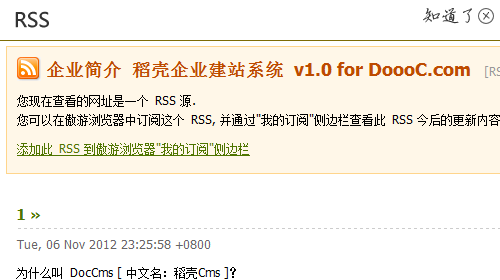 RSS
知道了
企业简介 稻壳企业建站系统 v1.0 for DoooC.com - [RS
您现在查看的网址是一个 RSS 源.
您可以在傲游浏览器中订阅这个 RSS, 并通过"我的订阅"侧边栏查看此 RSS 今后的更新内容
添加此 RSS 到傲游浏览器"我的订阅"侧边栏
1 »
Tue, 06 Nov 2012 23:25:58 +0800
为什么叫 DocCms [ 中文名：稻壳Cms ]?